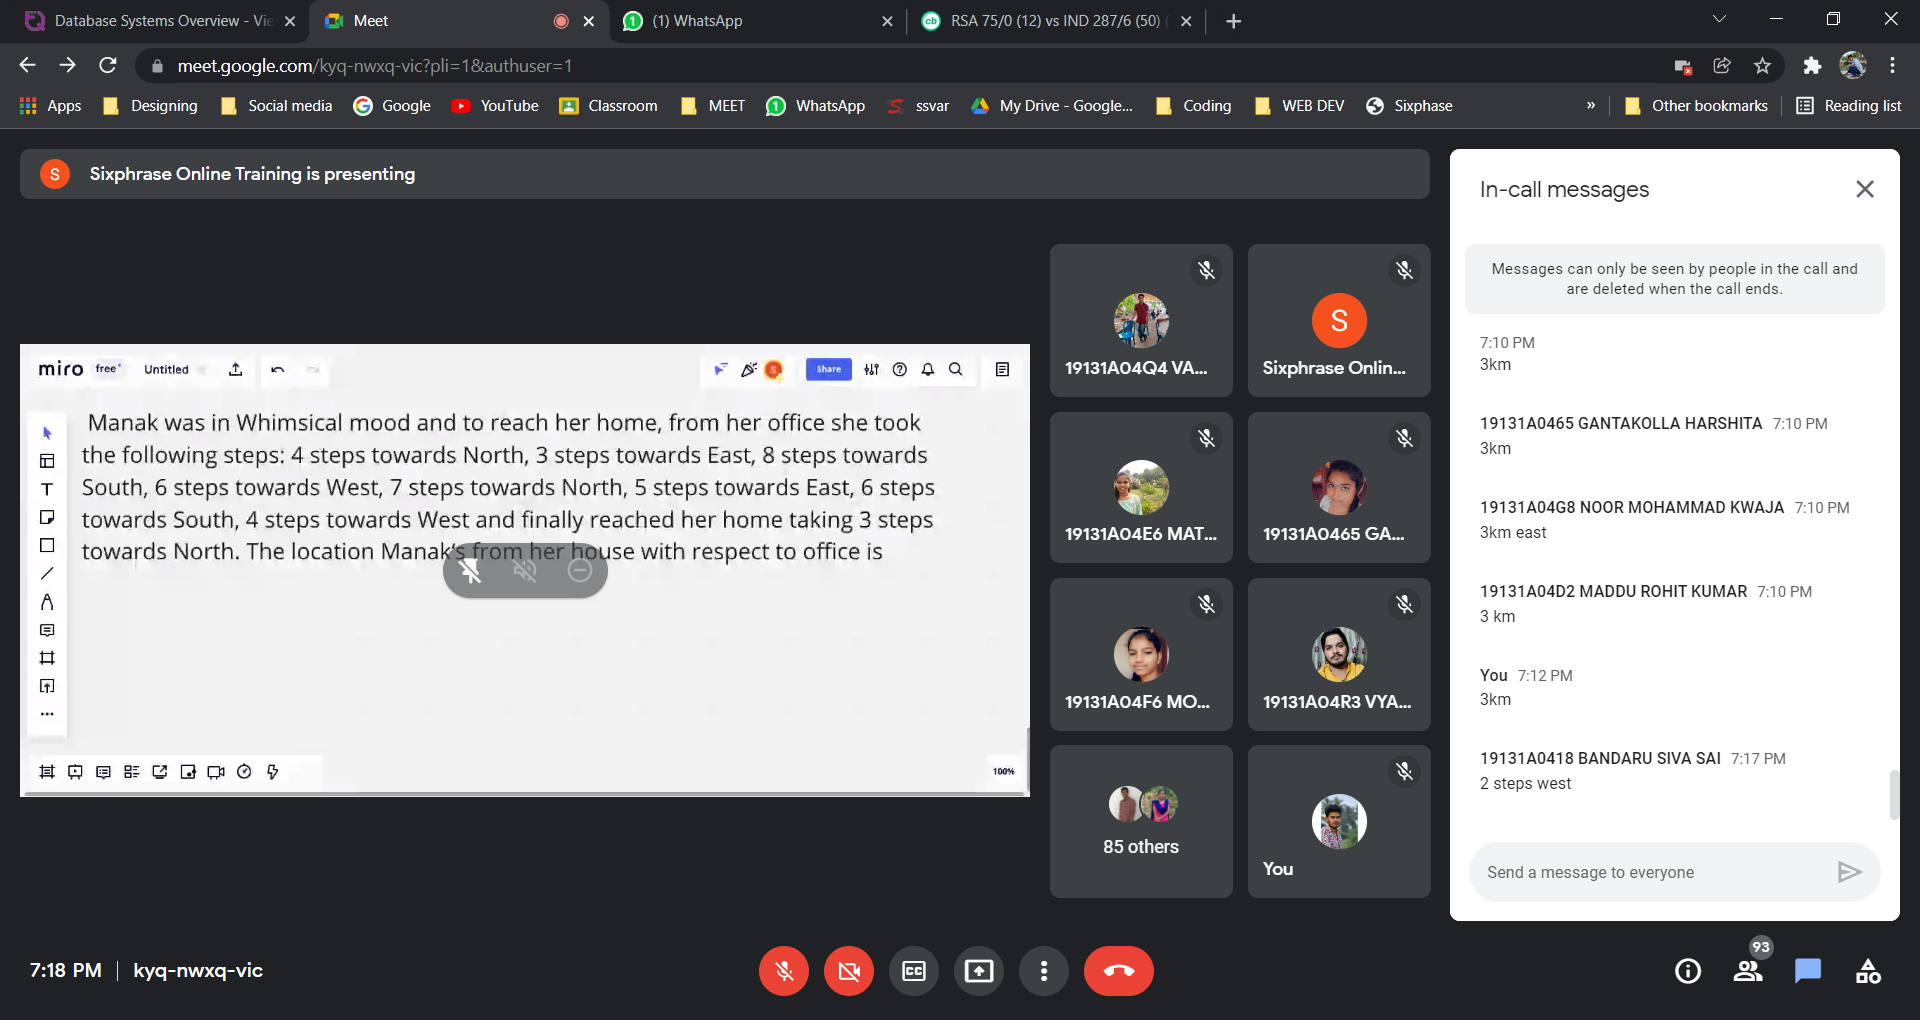 Database Systems Overview - Vie
Meet
(1) WhatsApp
RSA 75/0 (12) vs IND 287/6 (50) (
meet.google.com/kyq-nwxq-vic?pli=1&authuser=1
Apps
Designing
Social media
Google
YouTube
Classroom
MEET
WhatsApp
ssvar
My Drive - Google...
Coding
WEB DEV
Sixphase
»
Other bookmarks
Reading list
S
Sixphrase Online Training is presenting
miro
free
Untitled
Share
Manak was in Whimsical mood and to reach her home, from her office she took
the following steps: 4 steps towards North, 3 steps towards East, 8 steps towards
South, 6 steps towards West, 7 steps towards North, 5 steps towards East, 6 steps
towards South, 4 steps towards West and finally reached her home taking 3 steps
towards North. The location Manak's from her house with respect to office is
100%
19131A04Q4 VA...
S
Sixphrase Onlin...
19131A04E6 MAT...
19131A0465 GA...
19131A04F6 MO...
19131A04R3 VYA...
85 others
You
In-call messages
Messages can only be seen by people in the call and
are deleted when the call ends.
7:10 PM
3km
19131A0465 GANTAKOLLA HARSHITA 7:10 PM
3km
19131A04G8 NOOR MOHAMMAD KWAJA 7:10 PM
3km east
19131A04D2 MADDU ROHIT KUMAR 7:10 PM
3 km
You 7:12 PM
3km
19131A0418 BANDARU SIVA SAI 7:17 PM
2 steps west
Send a message to everyone
7:18 PM | kyq-nwxq-vic
CC
93